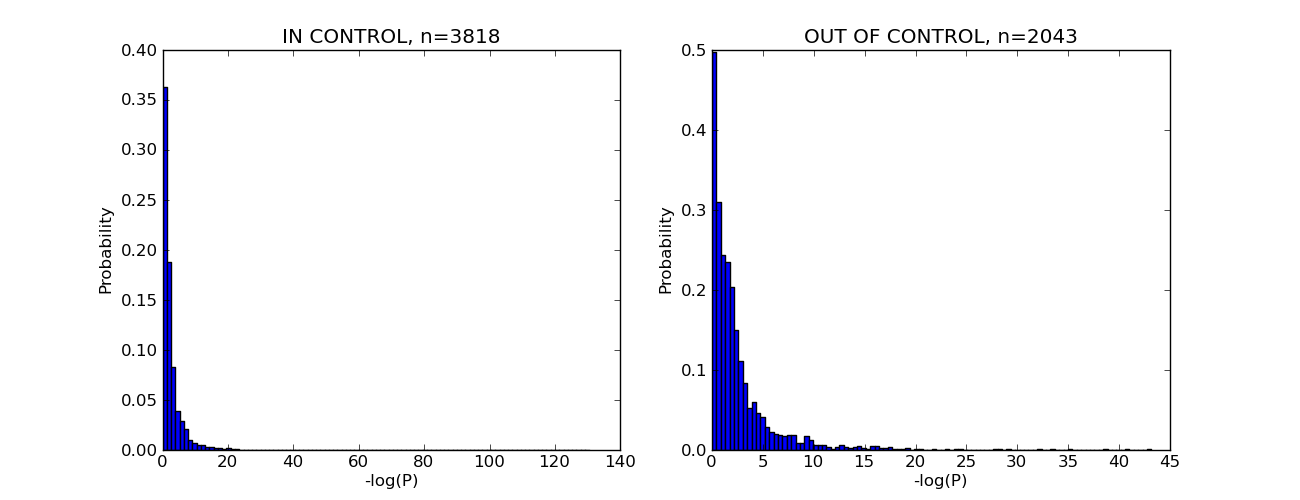 IN CONTROL, n=3818
0.40
0.35
0.30
0.25
0.20
0.15
0.10
0.05
0.00
Probability
0 20 40 60 80 100 120 140
-log(P)
OUT OF CONTROL, n=2043
0.5
0.4
0.3
0.2
0.1
0.0
Probability
0 5 10 15 20 25 30 35 40 45
-log(P)